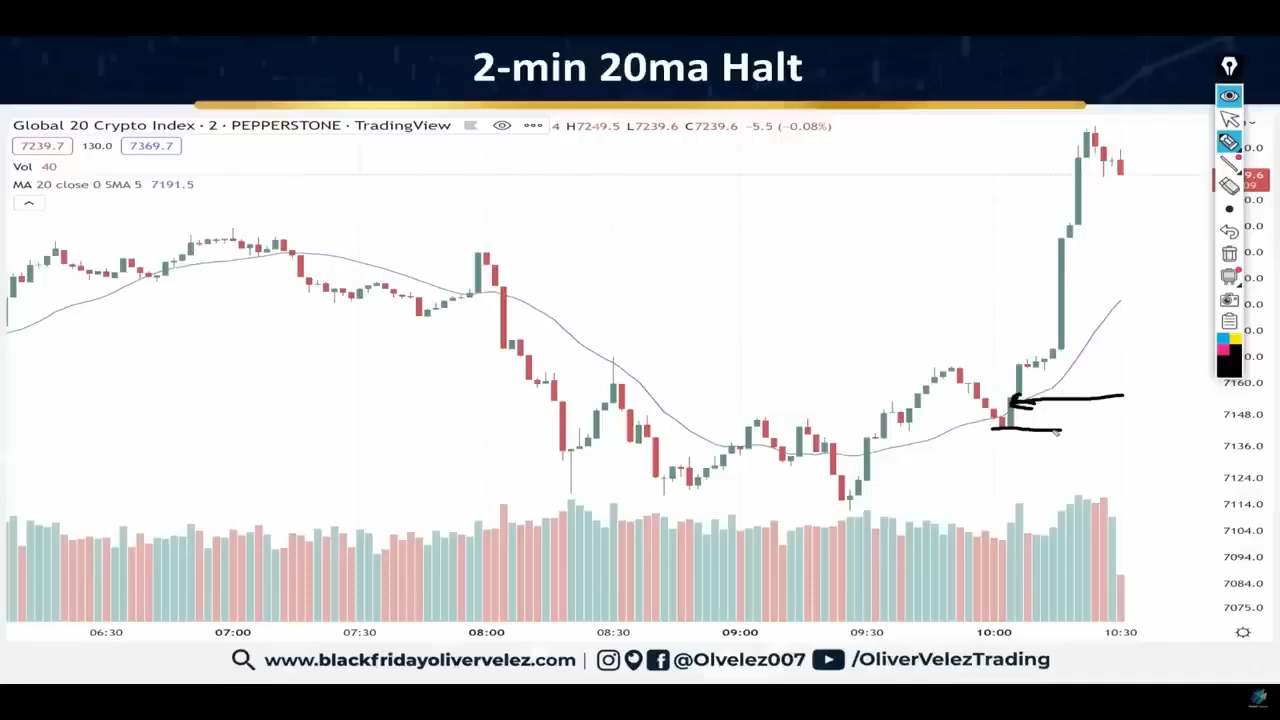 2-min 20ma Halt
Global 20 Crypto Index · 2 · PEPPERSTONE · TradingView
4 H7249.5 L7239.6 C7239.6 −5.5 (−0.08%)
7239.7 130.0 7369.7
Vol 40
MA 20 close 0 SMA 5 7191.5
7160.0
7148.0
7136.0
7124.0
7114.0
7104.0
7094.0
7084.0
7075.0
06:30 07:00 07:30 08:00 08:30 09:00 09:30 10:00 10:30
www.blackfridayolivervelez.com | @Olvelez007 /OliverVelezTrading